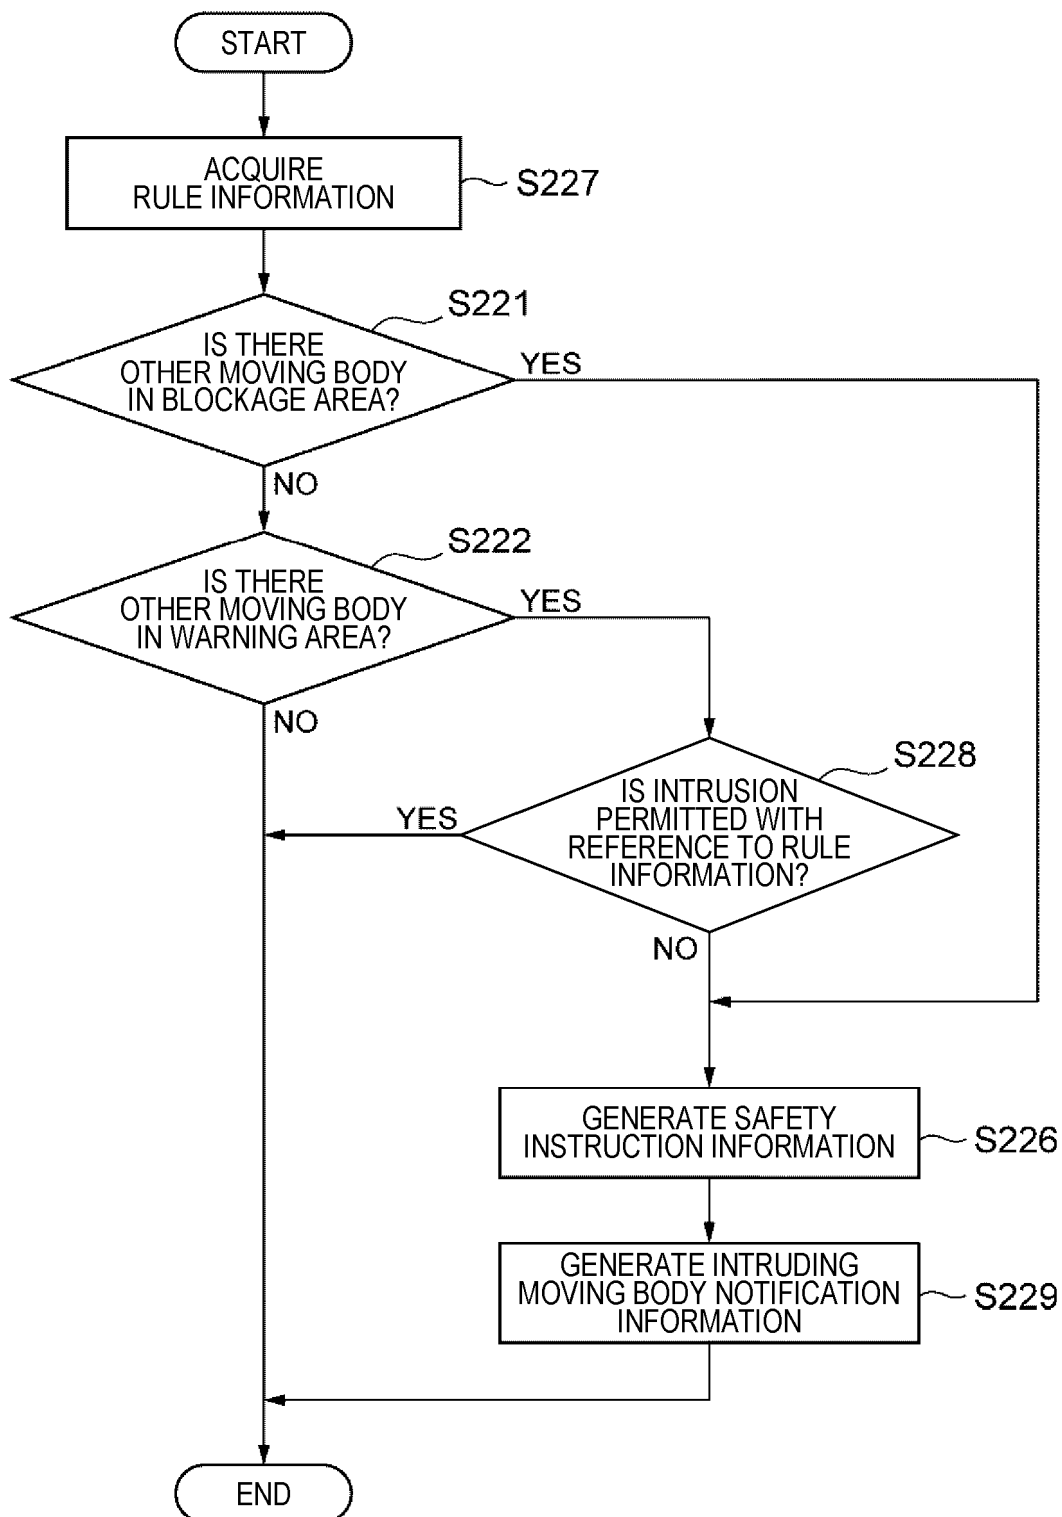 START
ACQUIRE
RULE INFORMATION
S227
S221
IS THERE
OTHER MOVING BODY
IN BLOCKAGE AREA?
YES
NO
S222
IS THERE
OTHER MOVING BODY
IN WARNING AREA?
YES
NO
S228
IS INTRUSION
PERMITTED WITH
REFERENCE TO RULE
INFORMATION?
YES
NO
GENERATE SAFETY
INSTRUCTION INFORMATION
S226
GENERATE INTRUDING
MOVING BODY NOTIFICATION
INFORMATION
S229
END